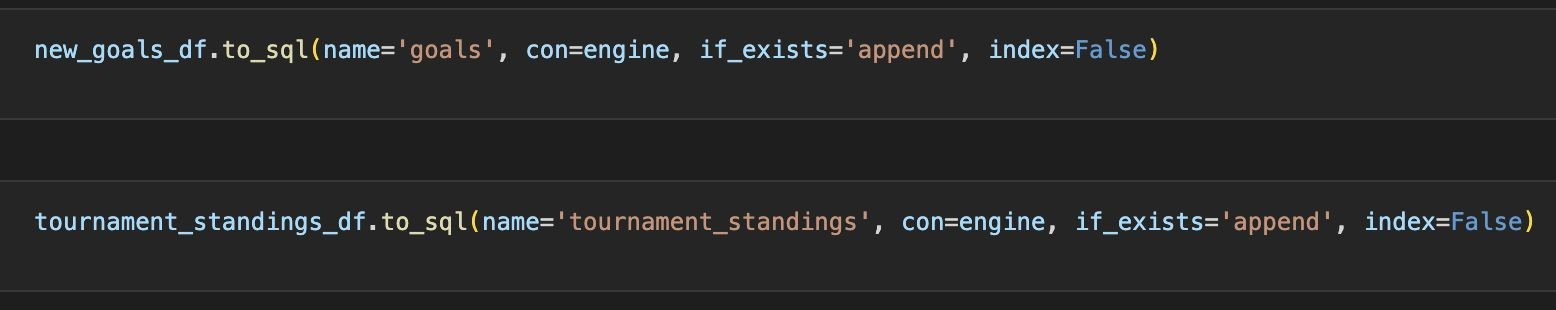 new_goals_df.to_sql(name='goals', con=engine, if_exists='append', index=False)
tournament_standings_df.to_sql(name='tournament_standings', con=engine, if_exists='append', index=False)